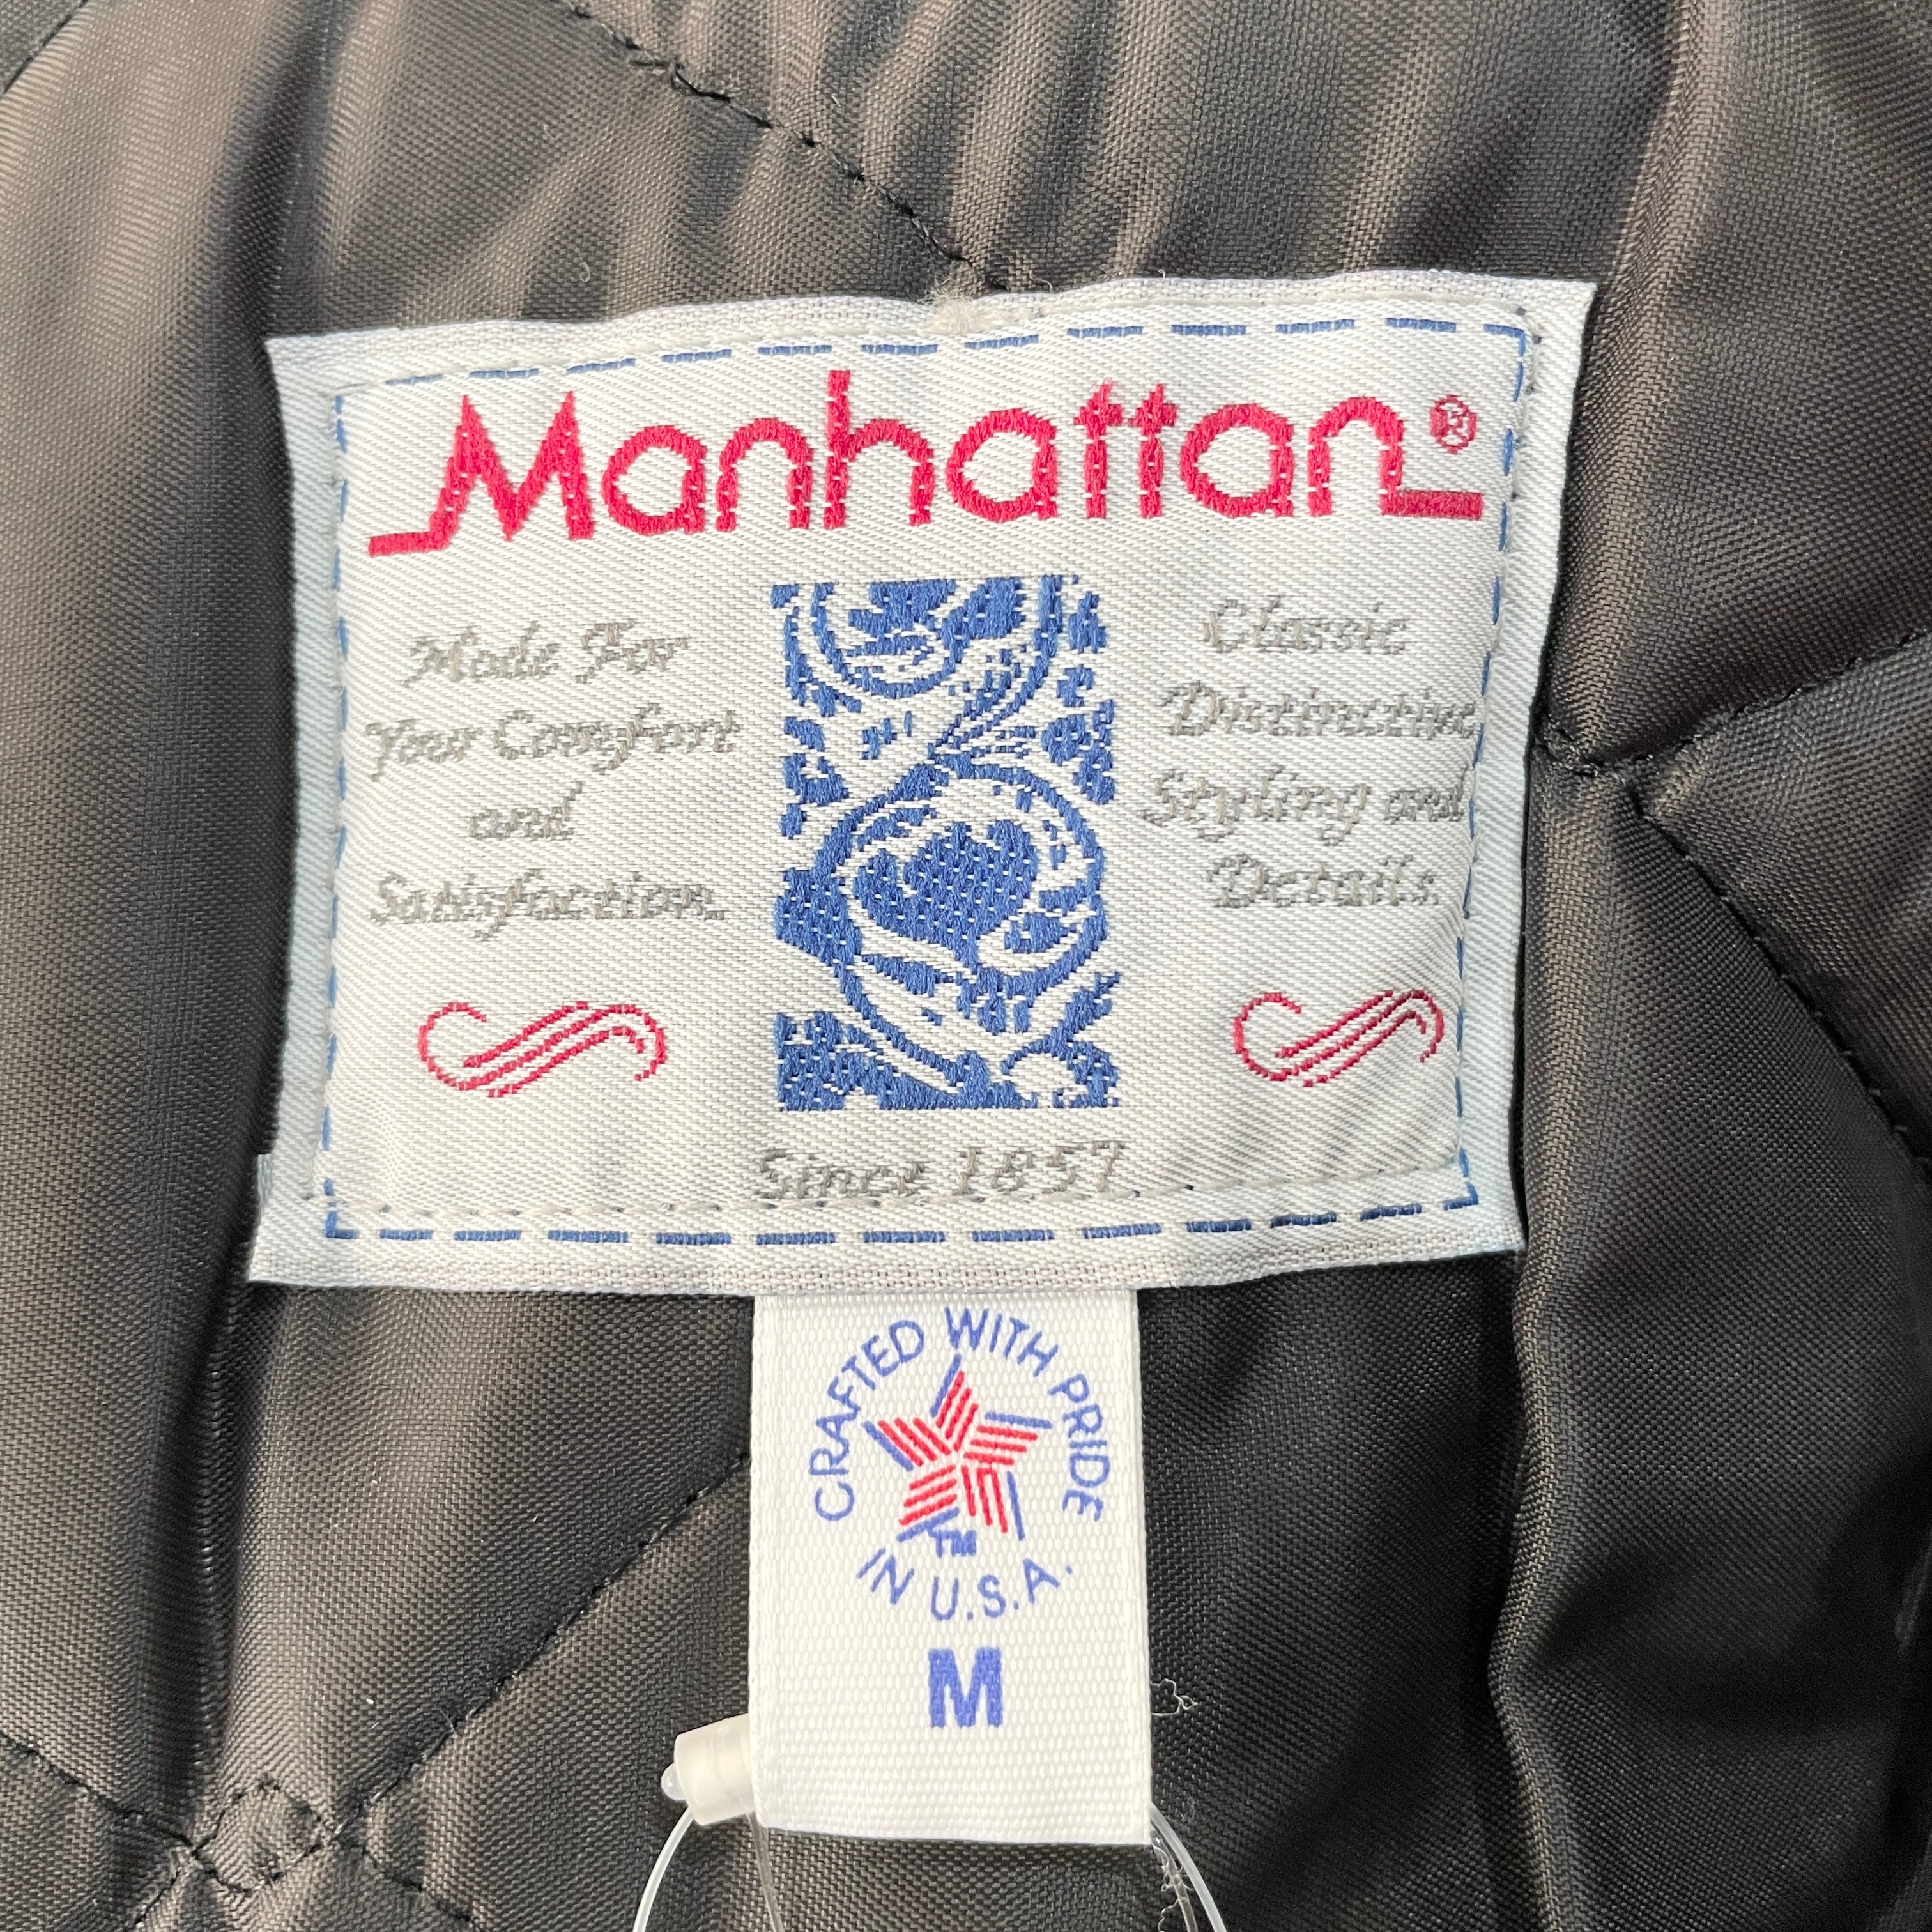 Manhattan®
Made For
Your Comfort
and
Satisfaction.
Classic
Distinctive
Styling and
Details.
Since 1857
CRAFTED WITH PRIDE
TM
IN U.S.A.
M